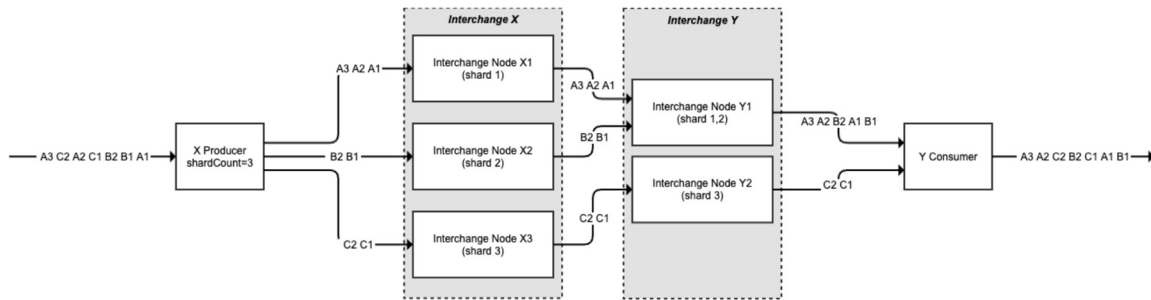 Interchange X
Interchange Y
A3 C2 A2 C1 B2 B1 A1
X Producer
shardCount=3
A3 A2 A1
B2 B1
C2 C1
Interchange Node X1
(shard 1)
Interchange Node X2
(shard 2)
Interchange Node X3
(shard 3)
A3 A2 A1
B2 B1
C2 C1
Interchange Node Y1
(shard 1,2)
Interchange Node Y2
(shard 3)
A3 A2 B2 A1 B1
C2 C1
Y Consumer
A3 A2 C2 B2 C1 A1 B1